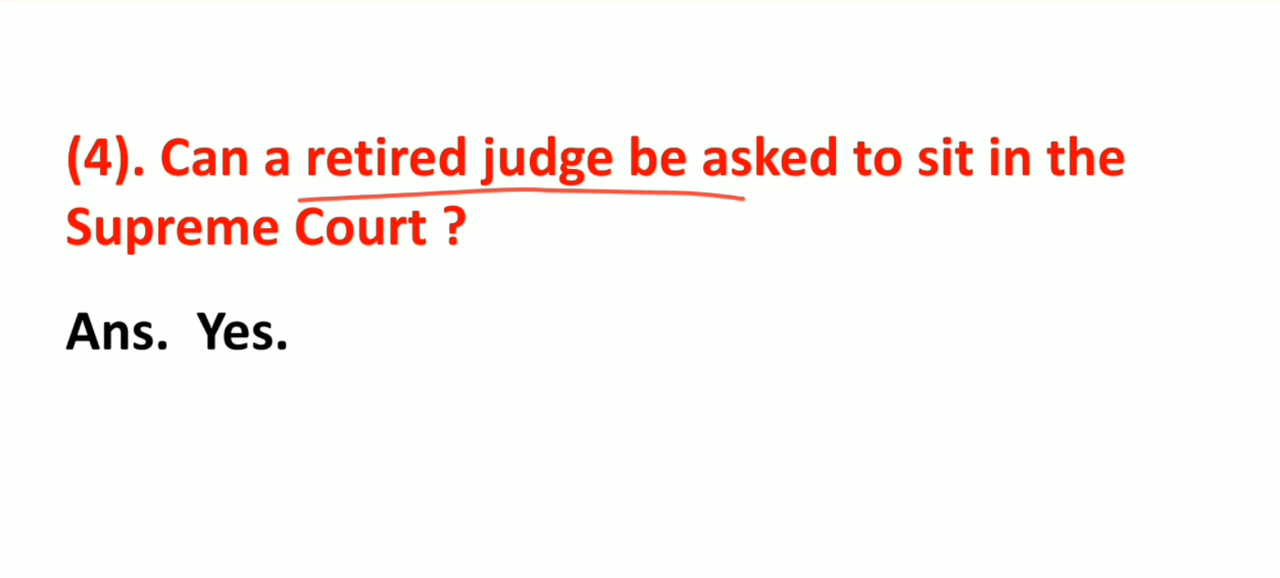 (4). Can a retired judge be asked to sit in the
Supreme Court ?
Ans. Yes.